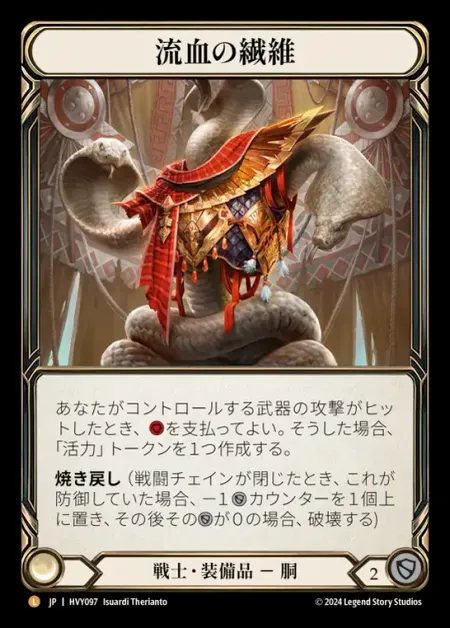 流血の繊維
あなたがコントロールする武器の攻撃がヒ
ットしたとき、を支払ってよい。そうした場合、
「活力」トークンを1つ作成する。
焼き戻し (戦闘チェインが閉じたとき、これが
防御していた場合、－1カウンターを1個上
に置き、その後そのが0の場合、破壊する)
戦士・装備品 － 胴
2
L JP | HVY097 Isuardi Therianto
© 2024 Legend Story Studios